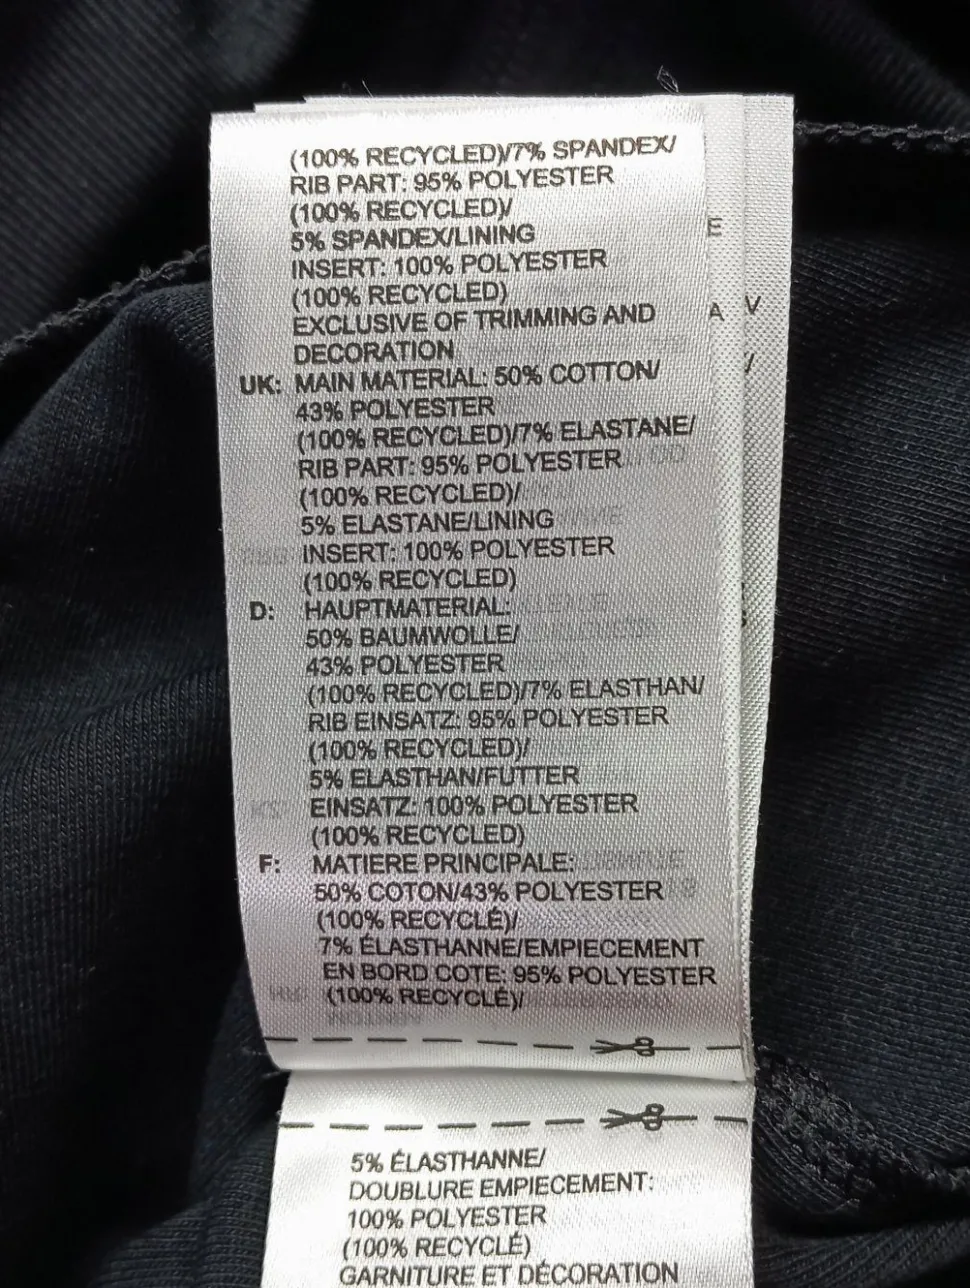 (100% RECYCLED)/7% SPANDEX/
RIB PART: 95% POLYESTER
(100% RECYCLED)/
5% SPANDEX/LINING
INSERT: 100% POLYESTER
(100% RECYCLED)
EXCLUSIVE OF TRIMMING AND
DECORATION
UK: MAIN MATERIAL: 50% COTTON/
43% POLYESTER
(100% RECYCLED)/7% ELASTANE/
RIB PART: 95% POLYESTER
(100% RECYCLED)/
5% ELASTANE/LINING
INSERT: 100% POLYESTER
(100% RECYCLED)
D: HAUPTMATERIAL:
50% BAUMWOLLE/
43% POLYESTER
(100% RECYCLED)/7% ELASTHAN/
RIB EINSATZ: 95% POLYESTER
(100% RECYCLED)/
5% ELASTHAN/FUTTER
EINSATZ: 100% POLYESTER
(100% RECYCLED)
F: MATIERE PRINCIPALE:
50% COTON/43% POLYESTER
(100% RECYCLÉ)/
7% ÉLASTHANNE/EMPIECEMENT
EN BORD COTE: 95% POLYESTER
(100% RECYCLÉ)/
5% ÉLASTHANNE/
DOUBLURE EMPIECEMENT:
100% POLYESTER
(100% RECYCLÉ)
GARNITURE ET DÉCORATION